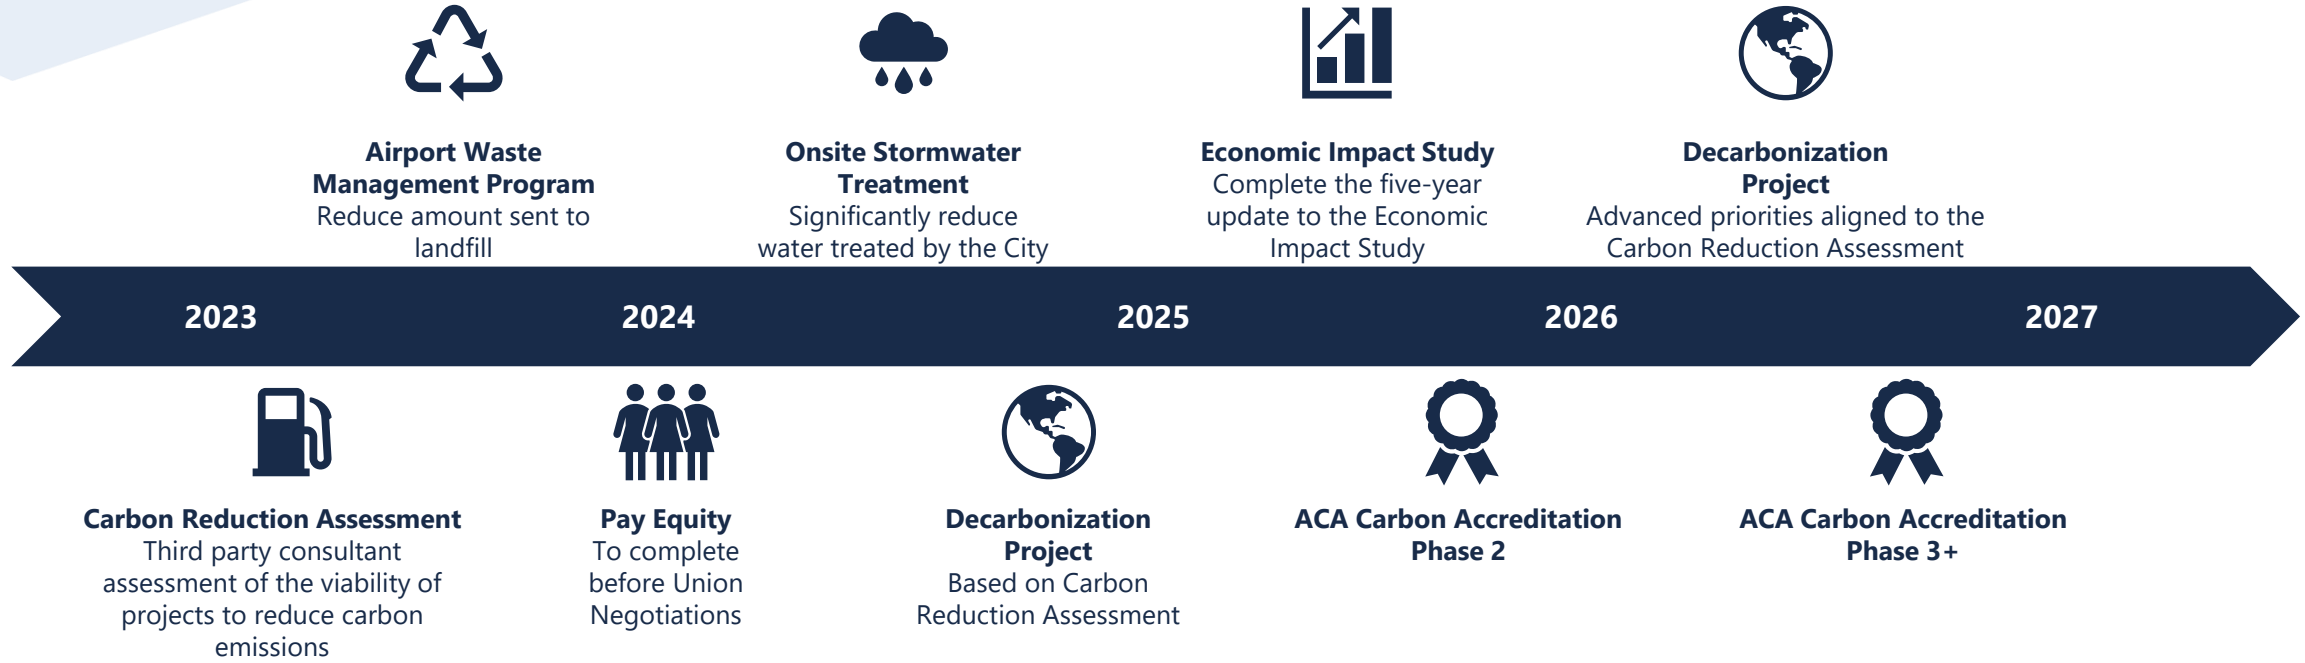 Airport Waste
Management Program
Reduce amount sent to
landfill
Onsite Stormwater
Treatment
Significantly reduce
water treated by the City
Economic Impact Study
Complete the five-year
update to the Economic
Impact Study
Decarbonization
Project
Advanced priorities aligned to the
Carbon Reduction Assessment
2023
2024
2025
2026
2027
Carbon Reduction Assessment
Third party consultant
assessment of the viability of
projects to reduce carbon
emissions
Pay Equity
To complete
before Union
Negotiations
Decarbonization
Project
Based on Carbon
Reduction Assessment
ACA Carbon Accreditation
Phase 2
ACA Carbon Accreditation
Phase 3+